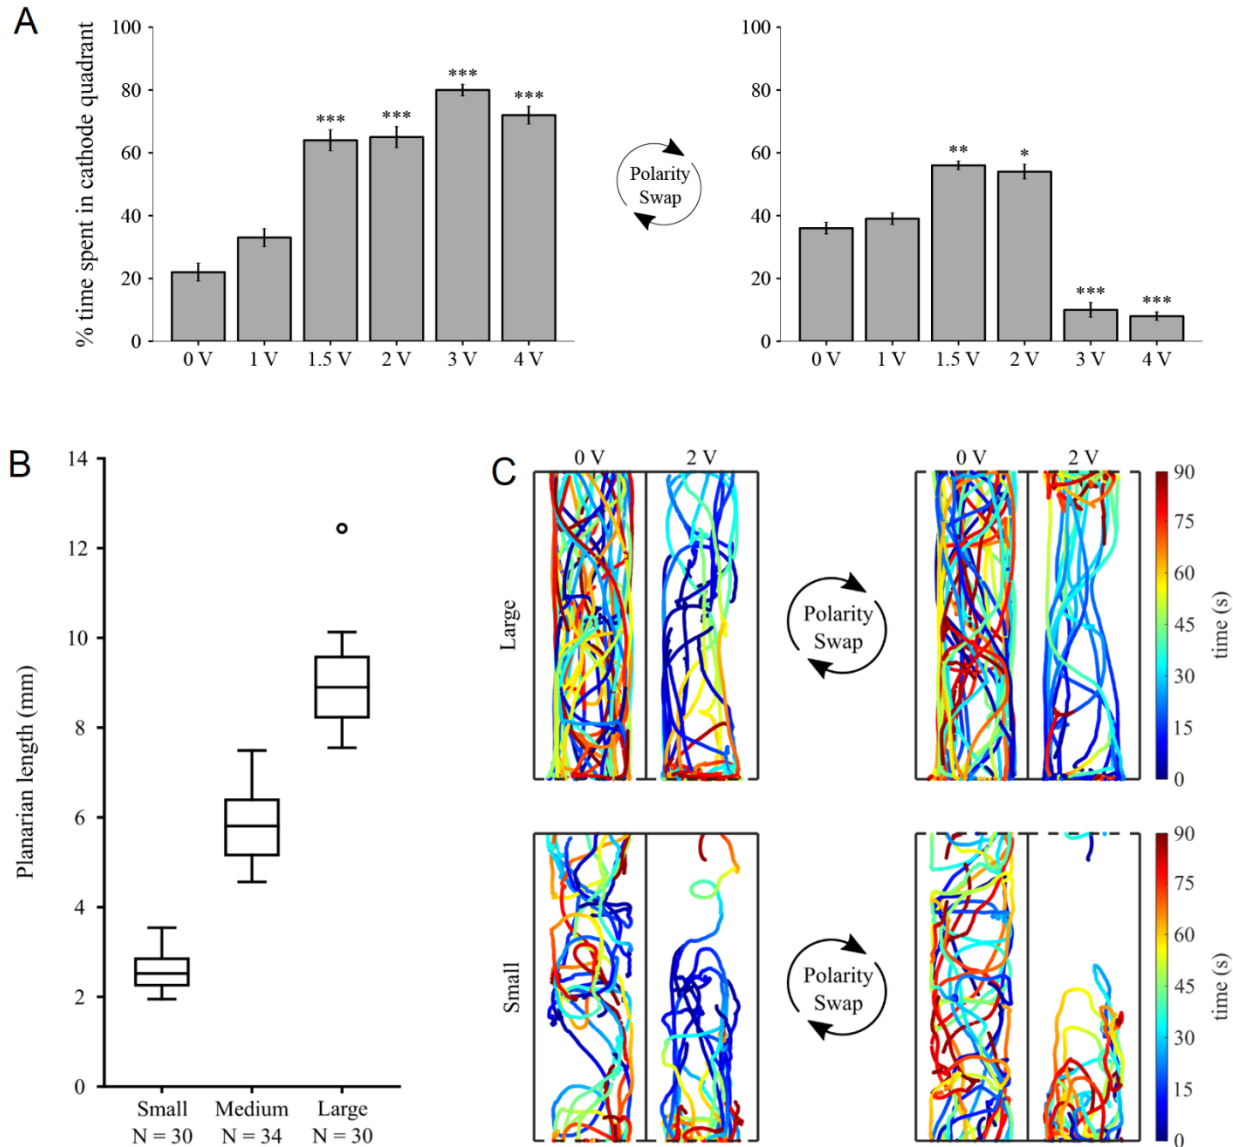 A
% time spent in cathode quadrant
100
80
60
40
20
0
***
***
***
***
0 V
1 V
1.5 V
2 V
3 V
4 V
Polarity
Swap
100
80
60
40
20
0
**
*
***
***
0 V
1 V
1.5 V
2 V
3 V
4 V
B
Planarian length (mm)
14
12
10
8
6
4
2
0
Small
N = 30
Medium
N = 34
Large
N = 30
C
0 V
2 V
0 V
2 V
Large
Polarity
Swap
90
75
60
45
30
15
0
time (s)
Small
Polarity
Swap
90
75
60
45
30
15
0
time (s)